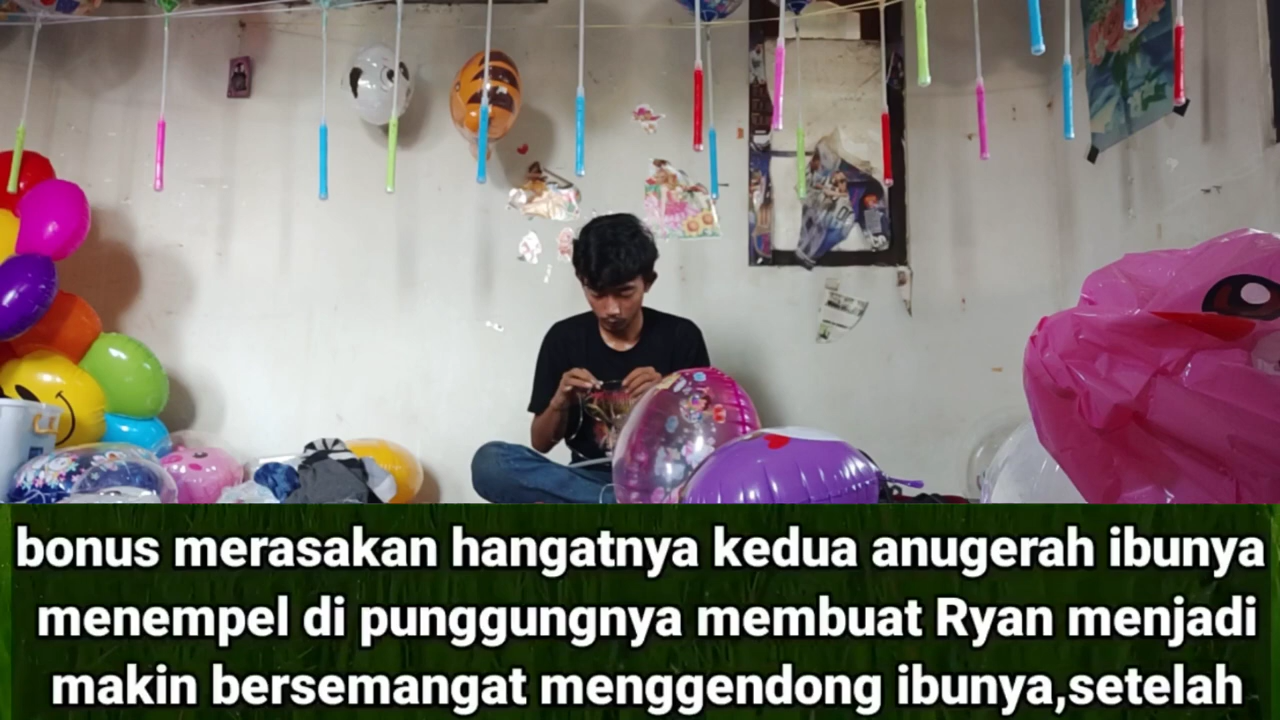 bonus merasakan hangatnya kedua anugerah ibunya
menempel di punggungnya membuat Ryan menjadi
makin bersemangat menggendong ibunya,setelah